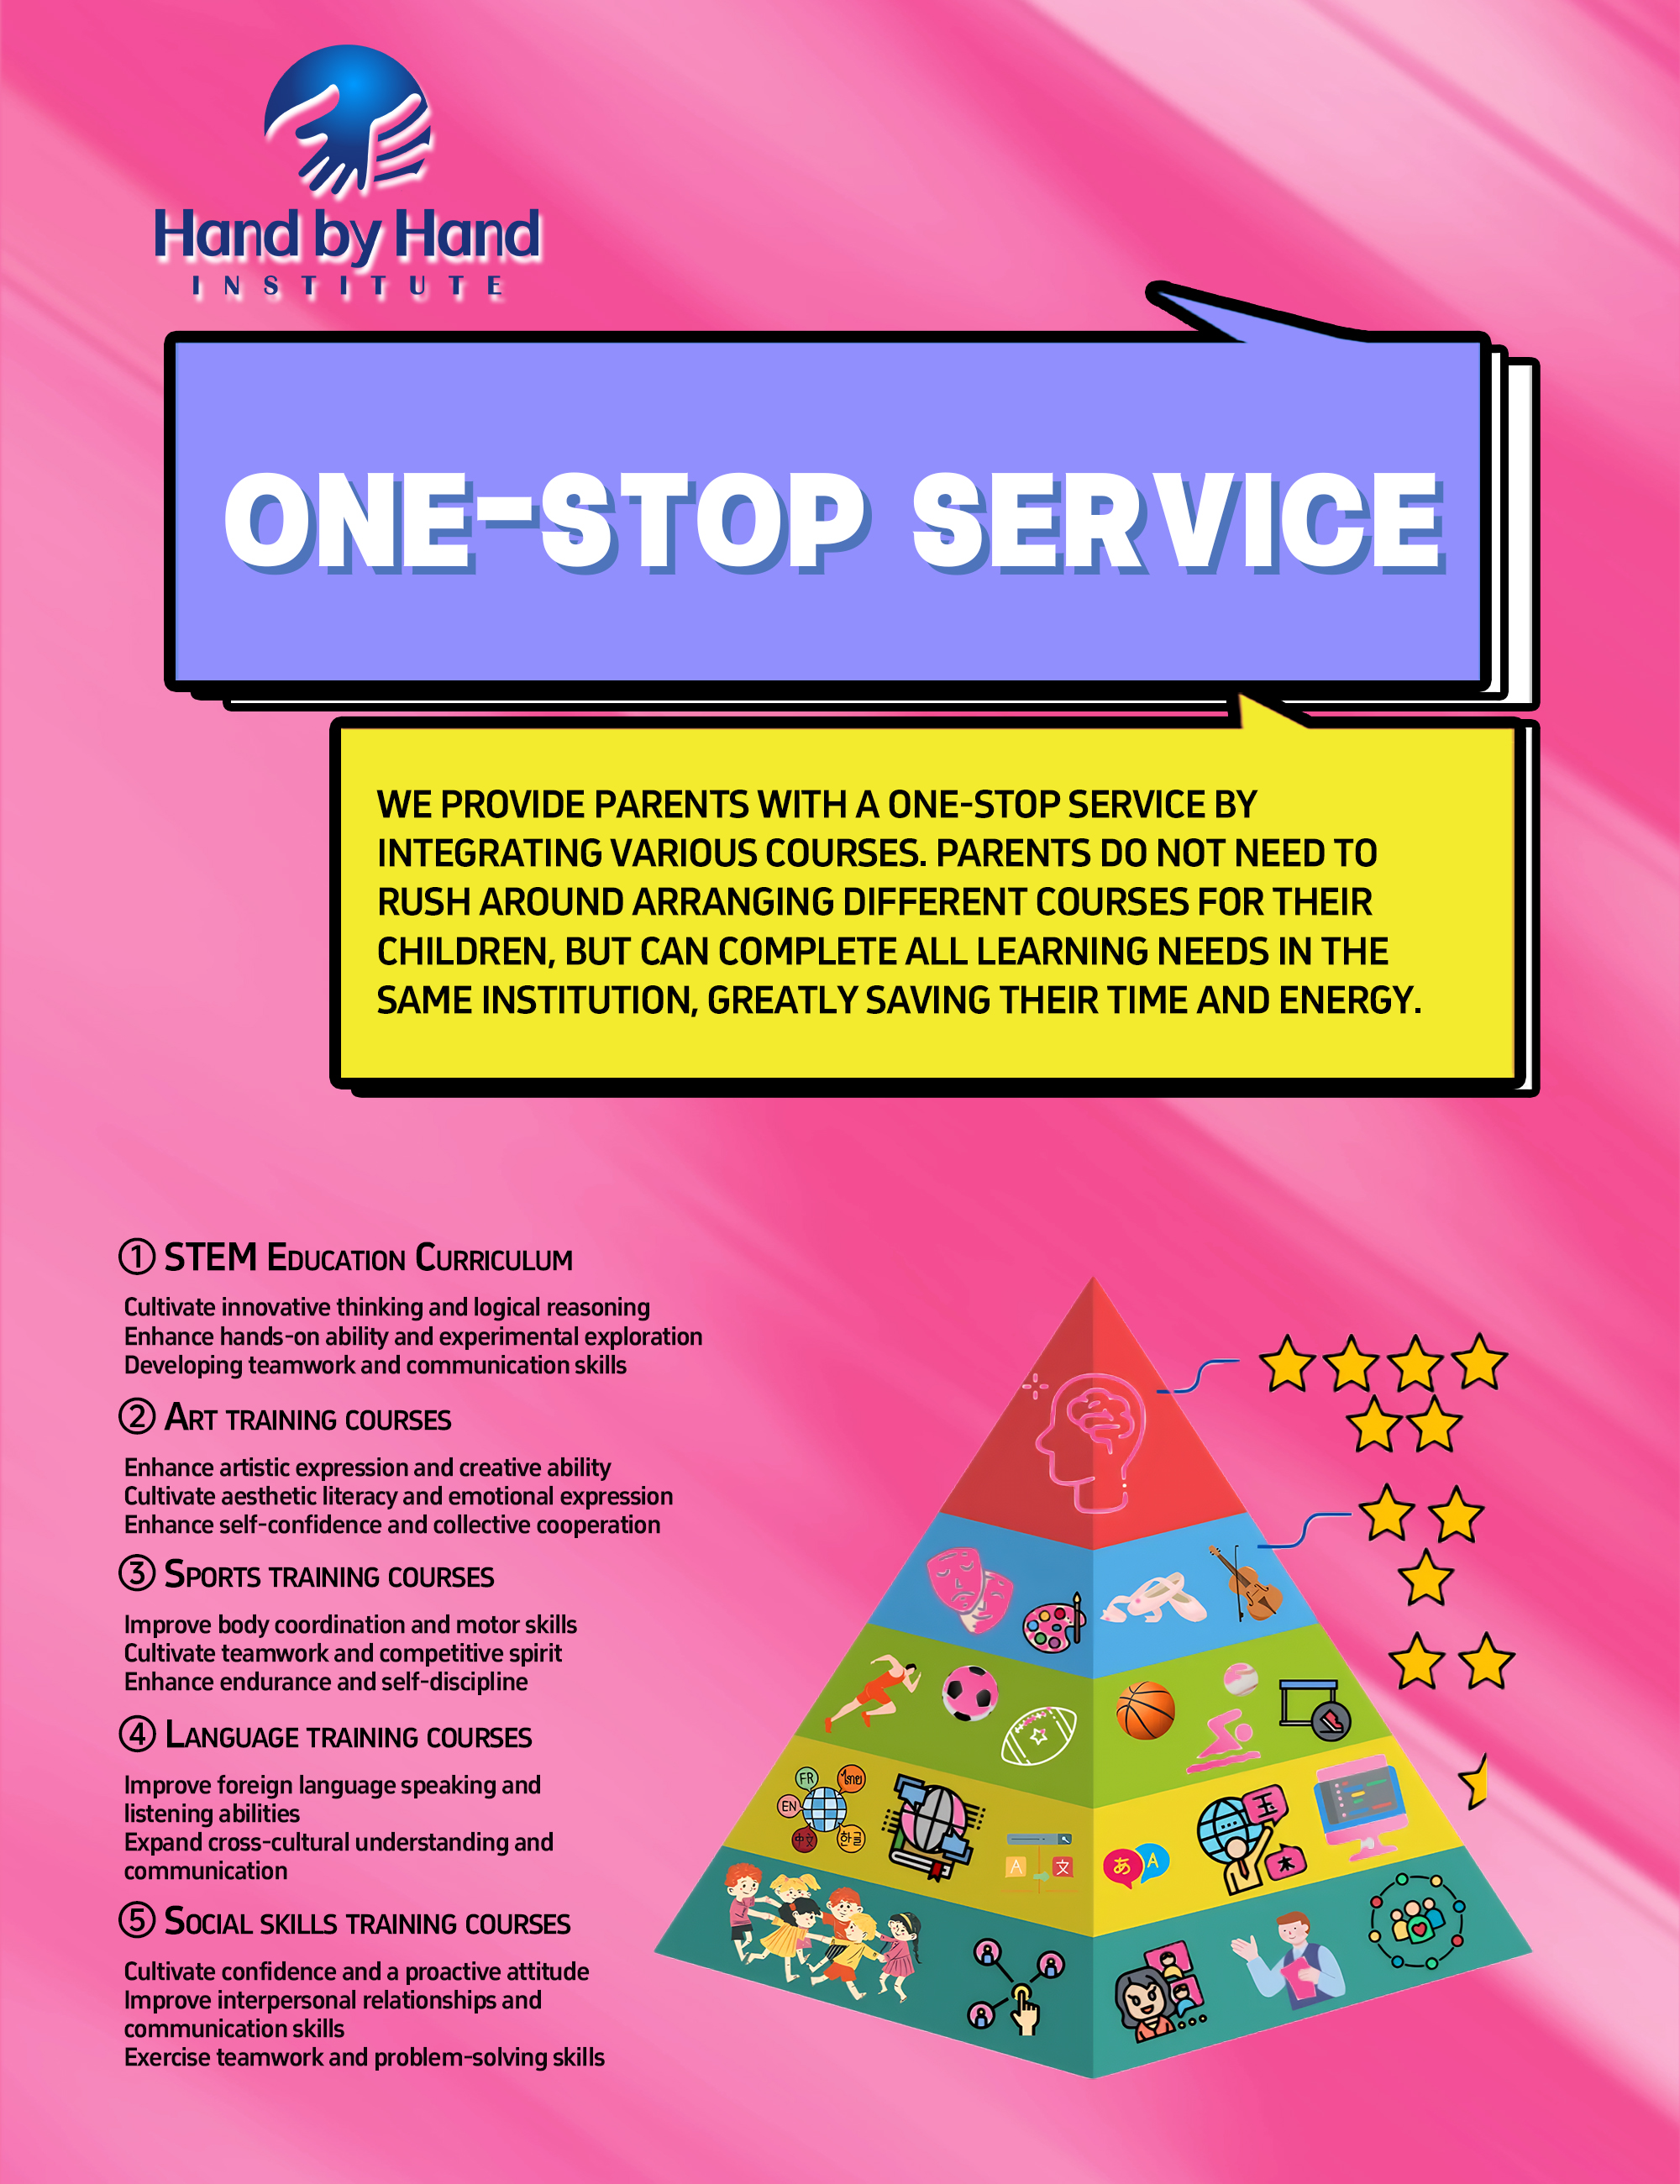 Hand by Hand
INSTITUTE
ONE-STOP SERVICE
WE PROVIDE PARENTS WITH A ONE-STOP SERVICE BY
INTEGRATING VARIOUS COURSES. PARENTS DO NOT NEED TO
RUSH AROUND ARRANGING DIFFERENT COURSES FOR THEIR
CHILDREN, BUT CAN COMPLETE ALL LEARNING NEEDS IN THE
SAME INSTITUTION, GREATLY SAVING THEIR TIME AND ENERGY.
① STEM EDUCATION CURRICULUM
Cultivate innovative thinking and logical reasoning
Enhance hands-on ability and experimental exploration
Developing teamwork and communication skills
② ART TRAINING COURSES
Enhance artistic expression and creative ability
Cultivate aesthetic literacy and emotional expression
Enhance self-confidence and collective cooperation
③ SPORTS TRAINING COURSES
Improve body coordination and motor skills
Cultivate teamwork and competitive spirit
Enhance endurance and self-discipline
④ LANGUAGE TRAINING COURSES
Improve foreign language speaking and
listening abilities
Expand cross-cultural understanding and
communication
⑤ SOCIAL SKILLS TRAINING COURSES
Cultivate confidence and a proactive attitude
Improve interpersonal relationships and
communication skills
Exercise teamwork and problem-solving skills
FR
ไทย
EN
中文
한글
A
文
あ
A
玉
本